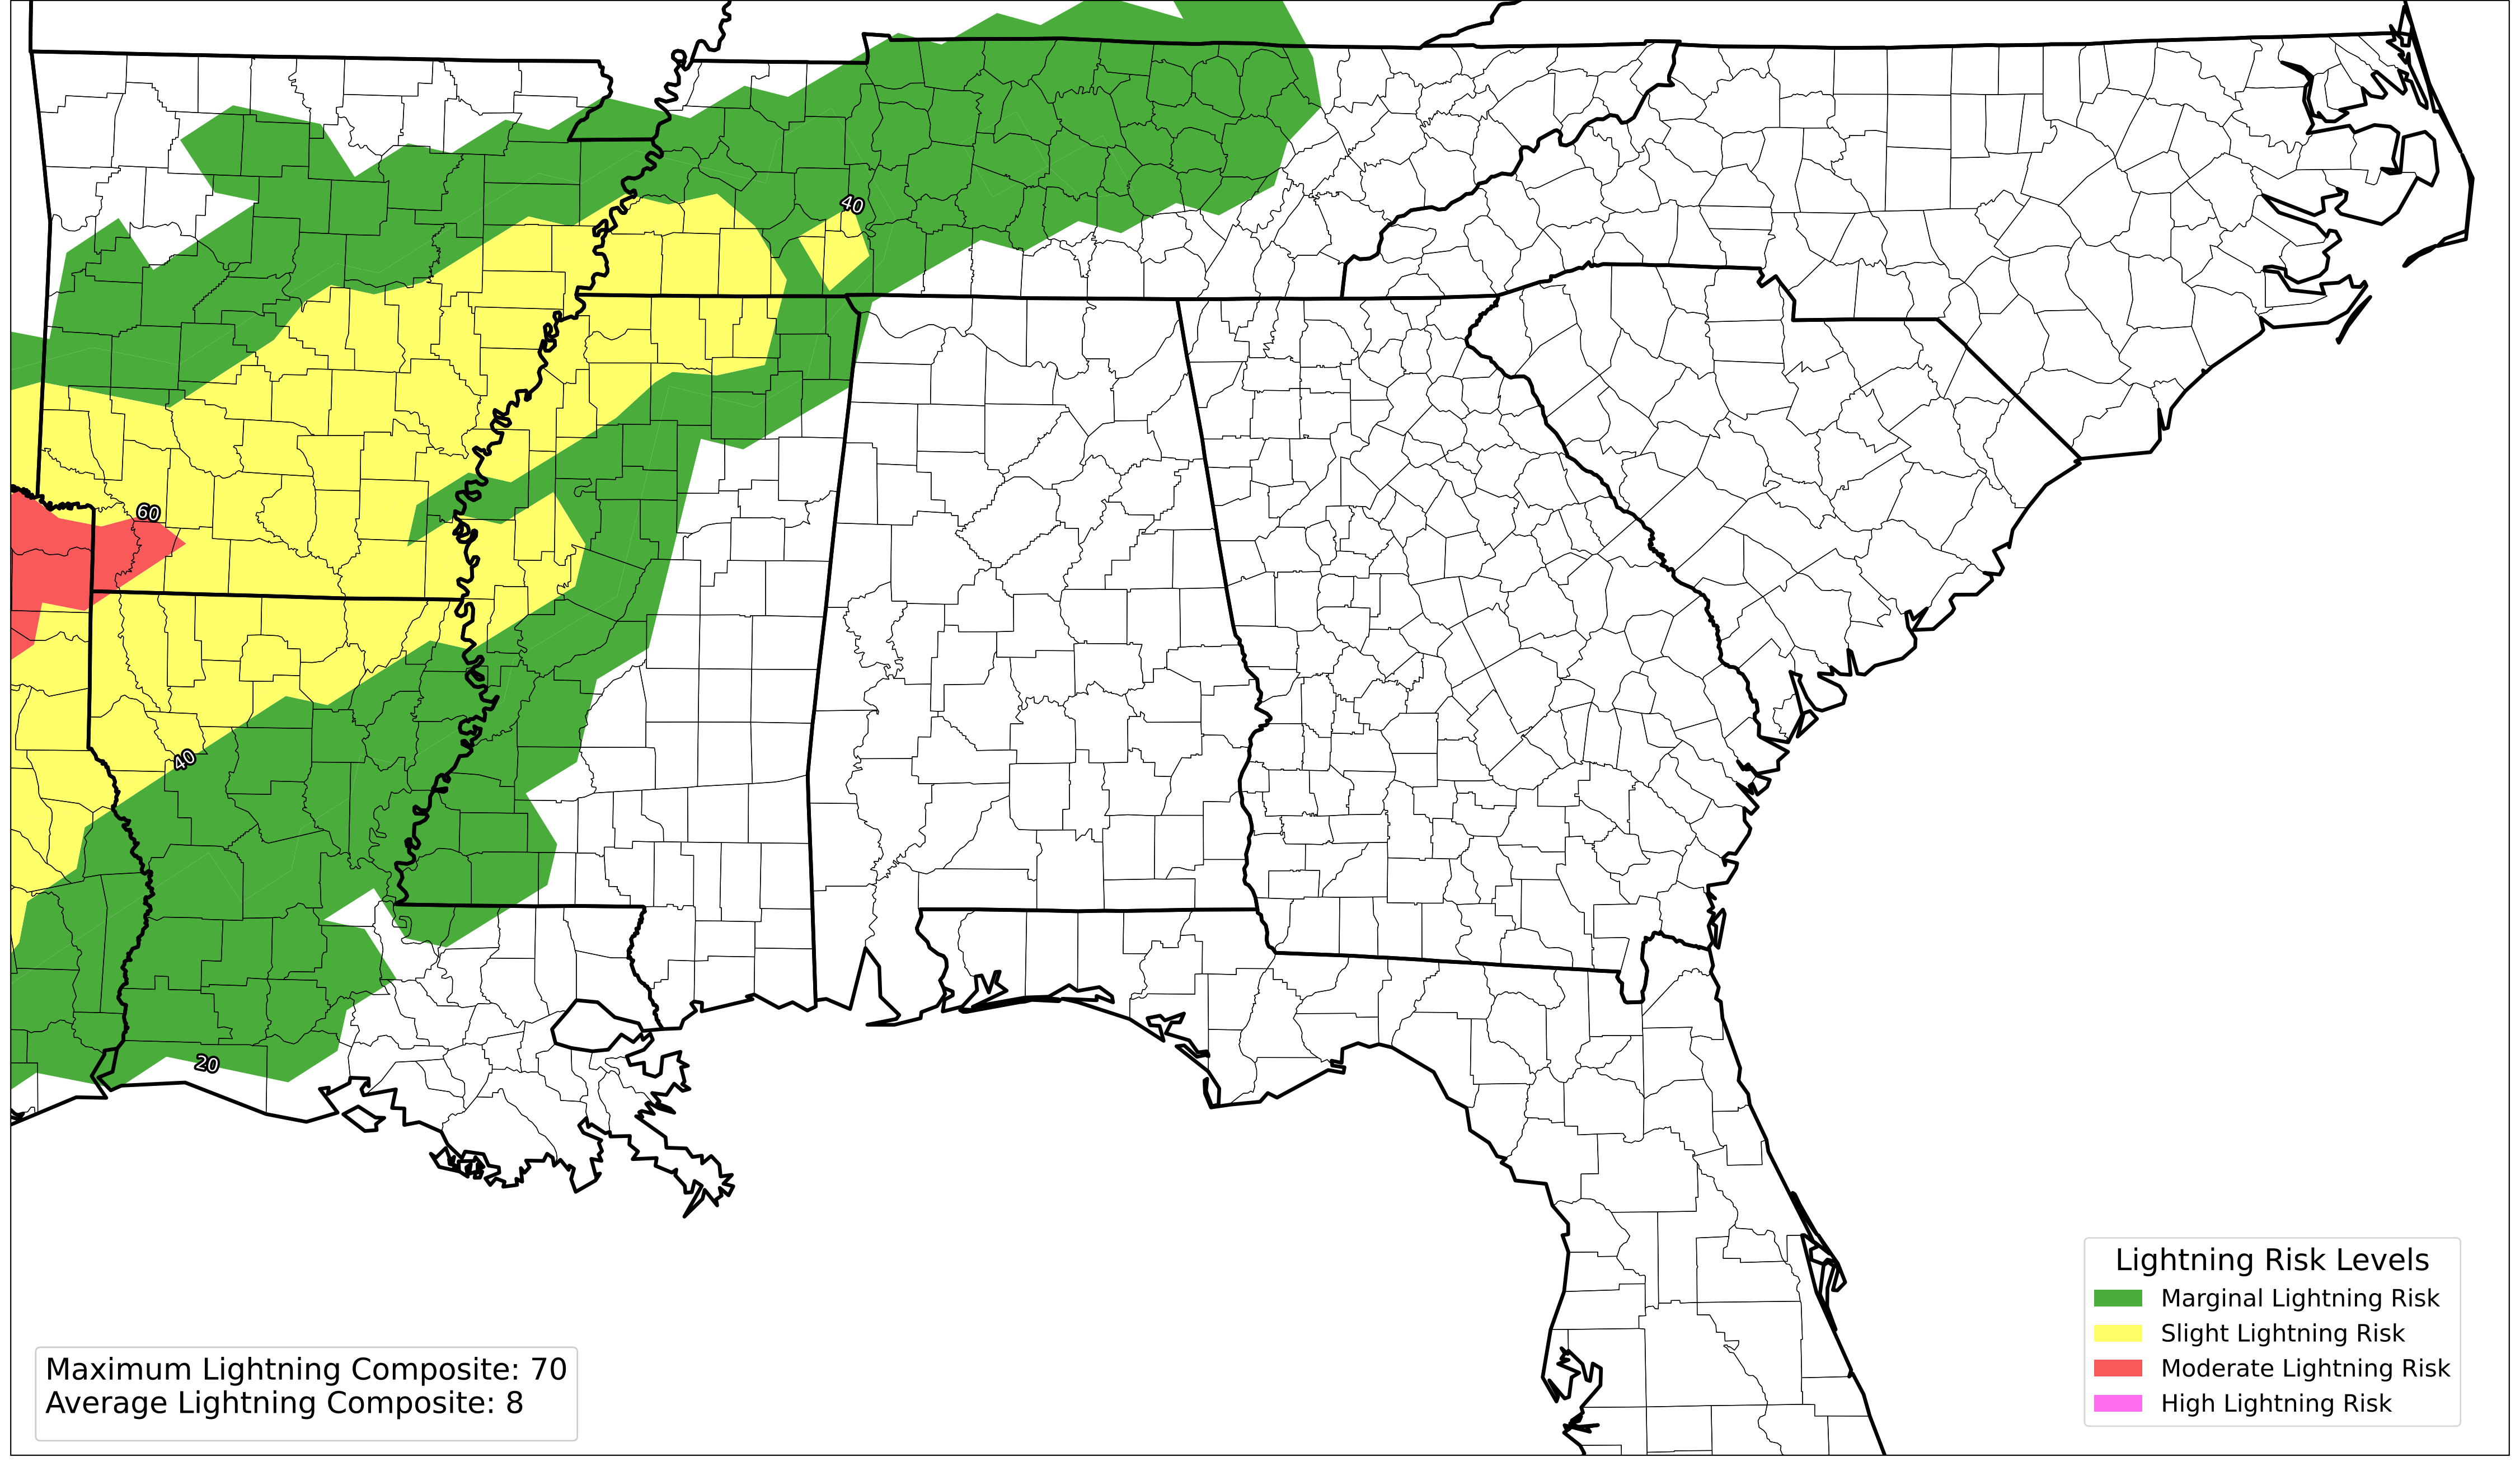 40
60
40
20
Maximum Lightning Composite: 70
Average Lightning Composite: 8
Lightning Risk Levels
Marginal Lightning Risk
Slight Lightning Risk
Moderate Lightning Risk
High Lightning Risk